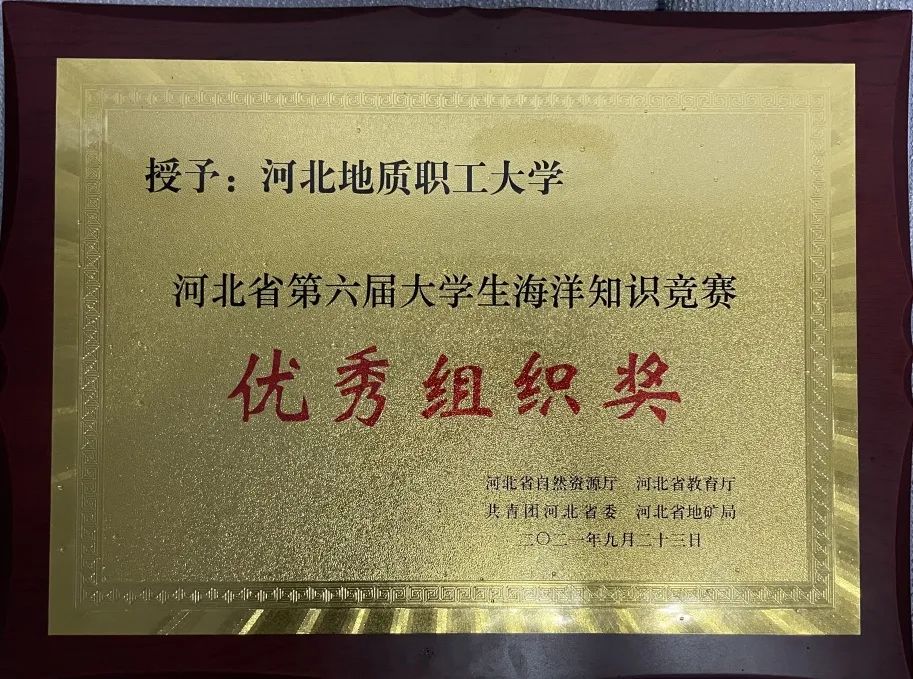 授予：河北地质职工大学
河北省第六届大学生海洋知识竞赛
优秀组织奖
河北省自然资源厅 河北省教育厅
共青团河北省委 河北省地矿局
二〇二一年九月二十三日